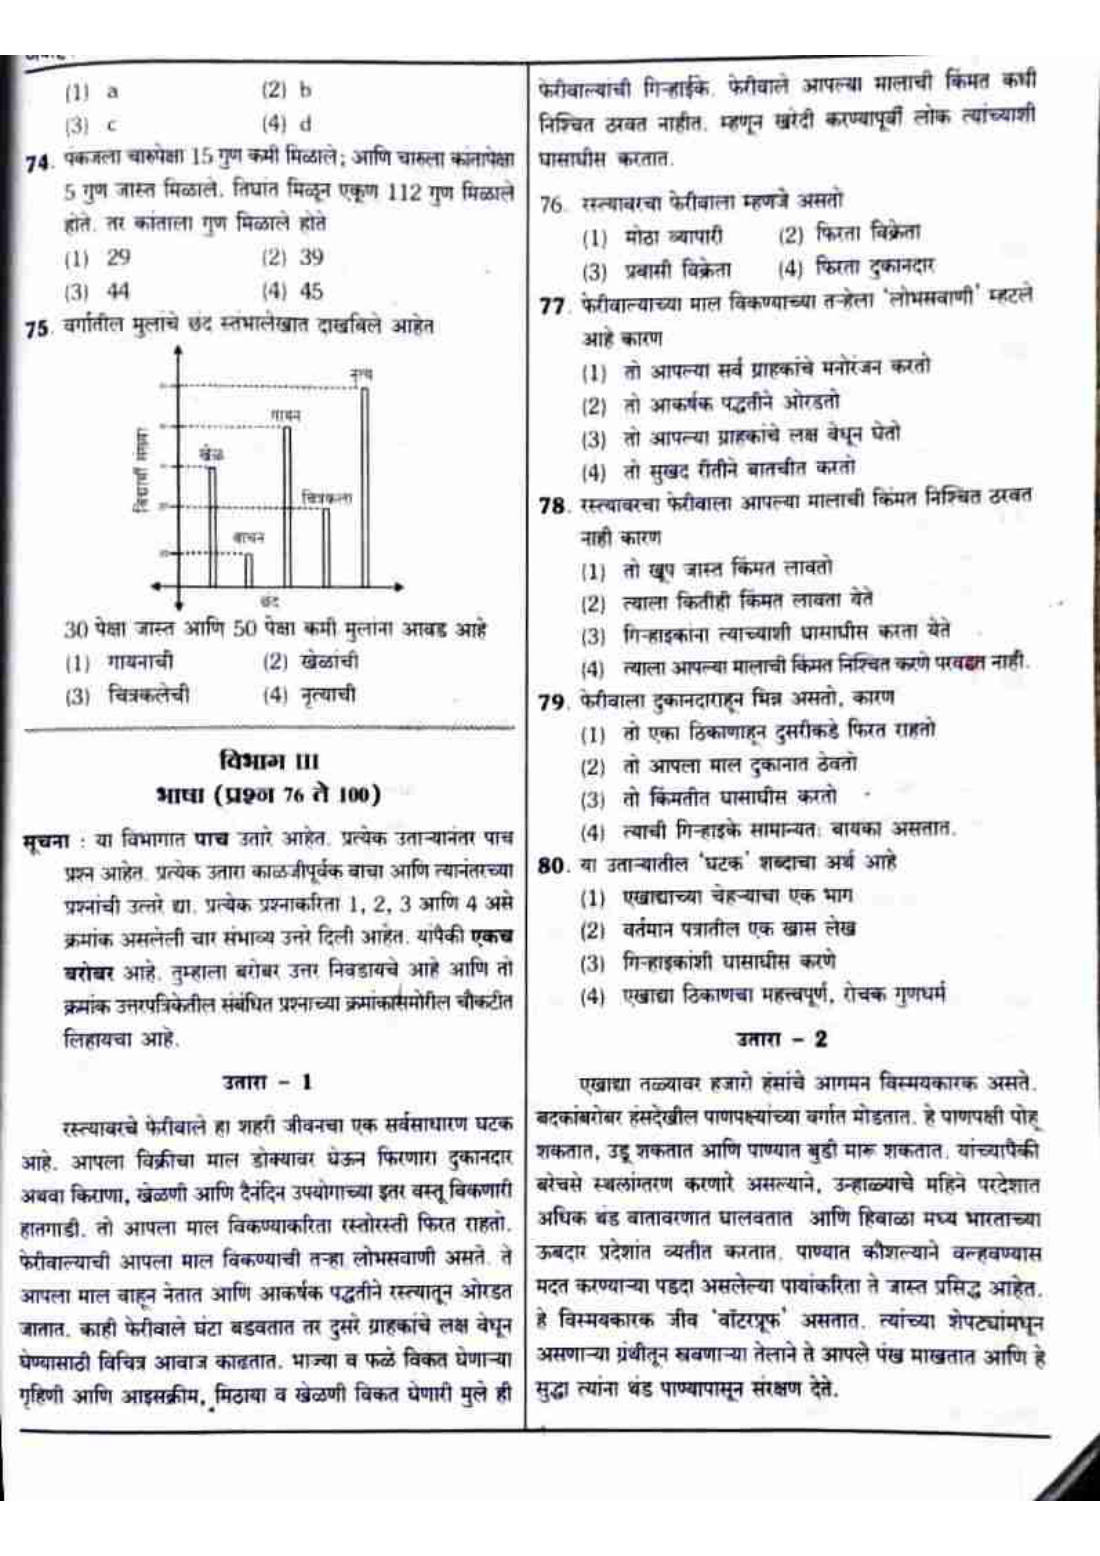 (1) a (2) b
(3) c (4) d
74. पंकजला चारुपेक्षा 15 गुण कमी मिळाले; आणि चारुला कांतापेक्षा
5 गुण जास्त मिळाले. तिघांत मिळून एकूण 112 गुण मिळाले
होते. तर कांताला गुण मिळाले होते
(1) 29 (2) 39
(3) 44 (4) 45
75. वर्गातील मुलांचे छंद स्तंभालेखात दाखविले आहेत
नृत्य
गायन
खेळ
चित्रकला
वाचन
विद्यार्थी संख्या
छंद
30 पेक्षा जास्त आणि 50 पेक्षा कमी मुलांना आवड आहे
(1) गायनाची (2) खेळांची
(3) चित्रकलेची (4) नृत्याची
विभाग III
भाषा (प्रश्न 76 ते 100)
सूचना : या विभागात पाच उतारे आहेत. प्रत्येक उताऱ्यानंतर पाच
प्रश्न आहेत. प्रत्येक उतारा काळजीपूर्वक वाचा आणि त्यानंतरच्या
प्रश्नांची उत्तरे द्या. प्रत्येक प्रश्नाकरिता 1, 2, 3 आणि 4 असे
क्रमांक असलेली चार संभाव्य उत्तरे दिली आहेत. यांपैकी एकच
बरोबर आहे. तुम्हाला बरोबर उत्तर निवडायचे आहे आणि तो
क्रमांक उत्तरपत्रिकेतील संबंधित प्रश्नाच्या क्रमांकासमोरील चौकटीत
लिहायचा आहे.
उतारा – 1
रस्त्यावरचे फेरीवाले हा शहरी जीवनचा एक सर्वसाधारण घटक
आहे. आपला विक्रीचा माल डोक्यावर घेऊन फिरणारा दुकानदार
अथवा किराणा, खेळणी आणि दैनंदिन उपयोगाच्या इतर वस्तू विकणारी
हातगाडी. तो आपला माल विकण्याकरिता रस्तोरस्ती फिरत राहतो.
फेरीवाल्याची आपला माल विकण्याची तऱ्हा लोभसवाणी असते. ते
आपला माल वाहून नेतात आणि आकर्षक पद्धतीने रस्त्यातून ओरडत
जातात. काही फेरीवाले घंटा बडवतात तर दुसरे ग्राहकांचे लक्ष वेधून
घेण्यासाठी विचित्र आवाज काढतात. भाज्या व फळे विकत घेणाऱ्या
गृहिणी आणि आइसक्रीम, मिठाया व खेळणी विकत घेणारी मुले ही
फेरीवाल्यांची गिऱ्हाईके. फेरीवाले आपल्या मालाची किंमत कधी
निश्चित ठरवत नाहीत. म्हणून खरेदी करण्यापूर्वी लोक त्यांच्याशी
घासाघीस करतात.
76. रस्त्यावरचा फेरीवाला म्हणजे असतो
(1) मोठा व्यापारी (2) फिरता विक्रेता
(3) प्रवासी विक्रेता (4) फिरता दुकानदार
77. फेरीवाल्याच्या माल विकण्याच्या तऱ्हेला 'लोभसवाणी' म्हटले
आहे कारण
(1) तो आपल्या सर्व ग्राहकांचे मनोरंजन करतो
(2) तो आकर्षक पद्धतीने ओरडतो
(3) तो आपल्या ग्राहकांचे लक्ष वेधून घेतो
(4) तो सुखद रीतीने बातचीत करतो
78. रस्त्यावरचा फेरीवाला आपल्या मालाची किंमत निश्चित ठरवत
नाही कारण
(1) तो खूप जास्त किंमत लावतो
(2) त्याला कितीही किंमत लावता येते
(3) गिऱ्हाइकांना त्याच्याशी घासाघीस करता येते
(4) त्याला आपल्या मालाची किंमत निश्चित करणे परवडत नाही.
79. फेरीवाला दुकानदाराहून भिन्न असतो, कारण
(1) तो एका ठिकाणाहून दुसरीकडे फिरत राहतो
(2) तो आपला माल दुकानात ठेवतो
(3) तो किंमतीत घासाघीस करतो
(4) त्याची गिऱ्हाइके सामान्यतः बायका असतात.
80. या उताऱ्यातील 'घटक' शब्दाचा अर्थ आहे
(1) एखाद्याच्या चेहऱ्याचा एक भाग
(2) वर्तमान पत्रातील एक खास लेख
(3) गिऱ्हाइकांशी घासाघीस करणे
(4) एखाद्या ठिकाणचा महत्त्वपूर्ण, रोचक गुणधर्म
उतारा – 2
एखाद्या तळ्यावर हजारो हंसांचे आगमन विस्मयकारक असते.
बदकांबरोबर हंसदेखील पाणपक्ष्यांच्या वर्गात मोडतात. हे पाणपक्षी पोहू
शकतात, उडू शकतात आणि पाण्यात बुडी मारू शकतात. यांच्यापैकी
बरेचसे स्थलांग्तरण करणारे असल्याने, उन्हाळ्याचे महिने परदेशात
अधिक थंड वातावरणात घालवतात आणि हिवाळा मध्य भारताच्या
ऊबदार प्रदेशांत व्यतीत करतात. पाण्यात कौशल्याने वल्हवण्यास
मदत करण्याऱ्या पडदा असलेल्या पायांकरिता ते जास्त प्रसिद्ध आहेत.
हे विस्मयकारक जीव 'वॉटरप्रूफ' असतात. त्यांच्या शेपट्यांमधून
असणाऱ्या ग्रंथीतून स्रवणाऱ्या तेलाने ते आपले पंख माखतात आणि हे
सुद्धा त्यांना थंड पाण्यापासून संरक्षण देते.